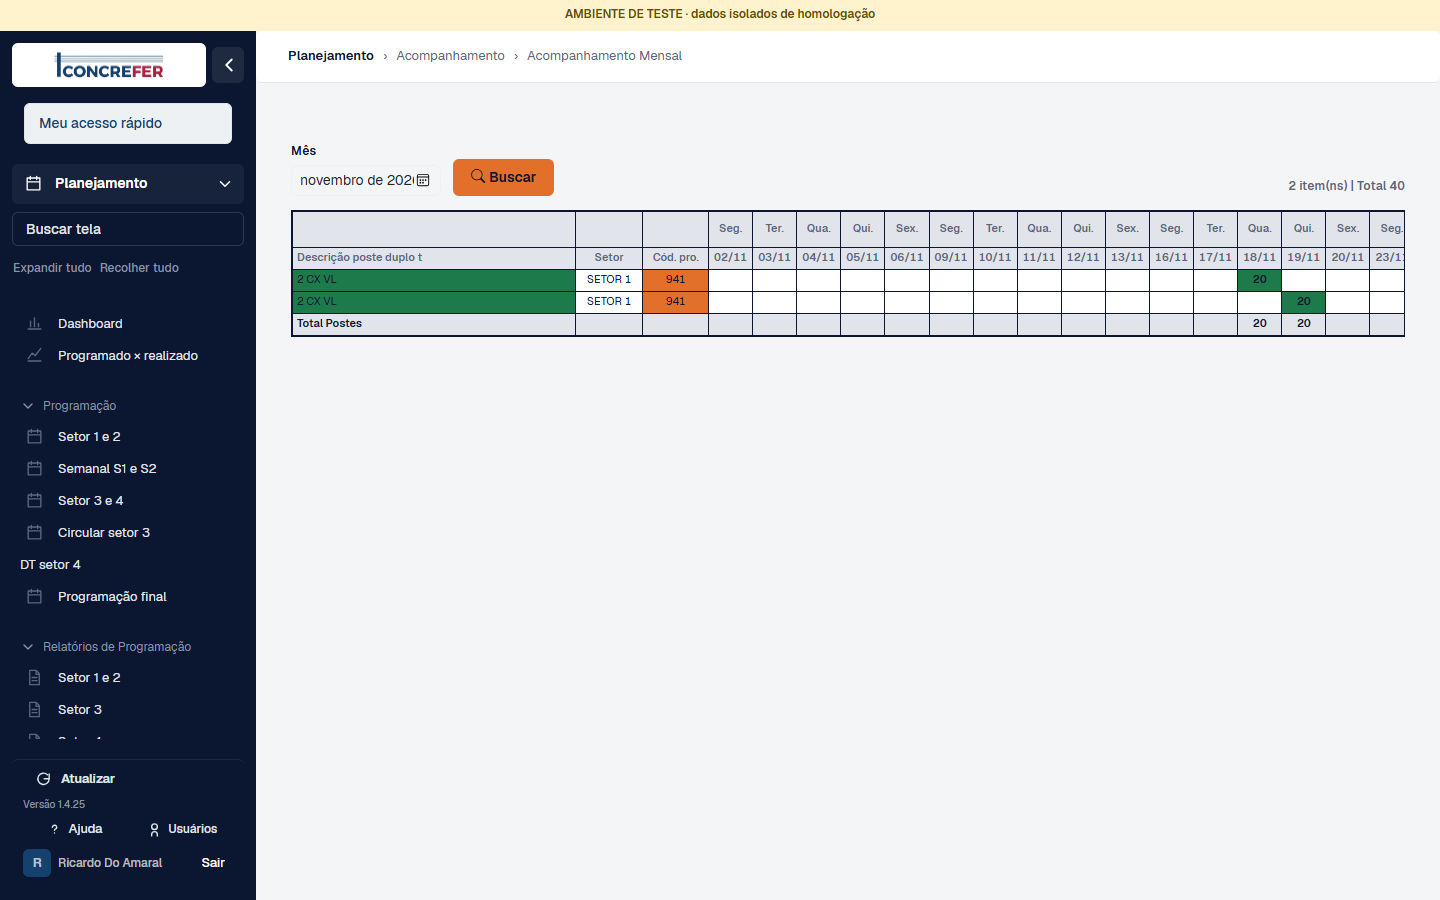 AMBIENTE DE TESTE · dados isolados de homologação
CONCREFER
Meu acesso rápido
Planejamento
Buscar tela
Expandir tudo Recolher tudo
Dashboard
Programado × realizado
Programação
Setor 1 e 2
Semanal S1 e S2
Setor 3 e 4
Circular setor 3
DT setor 4
Programação final
Relatórios de Programação
Setor 1 e 2
Setor 3
Atualizar
Versão 1.4.25
? Ajuda Usuários
R Ricardo Do Amaral Sair
Planejamento › Acompanhamento › Acompanhamento Mensal
Mês
novembro de 202 Buscar
2 item(ns) | Total 40
Seg. Ter. Qua. Qui. Sex. Seg. Ter. Qua. Qui. Sex. Seg. Ter. Qua. Qui. Sex. Seg.
Descrição poste duplo t Setor Cód. pro. 02/11 03/11 04/11 05/11 06/11 09/11 10/11 11/11 12/11 13/11 16/11 17/11 18/11 19/11 20/11 23/11
2 CX VL SETOR 1 941 20
2 CX VL SETOR 1 941 20
Total Postes 20 20